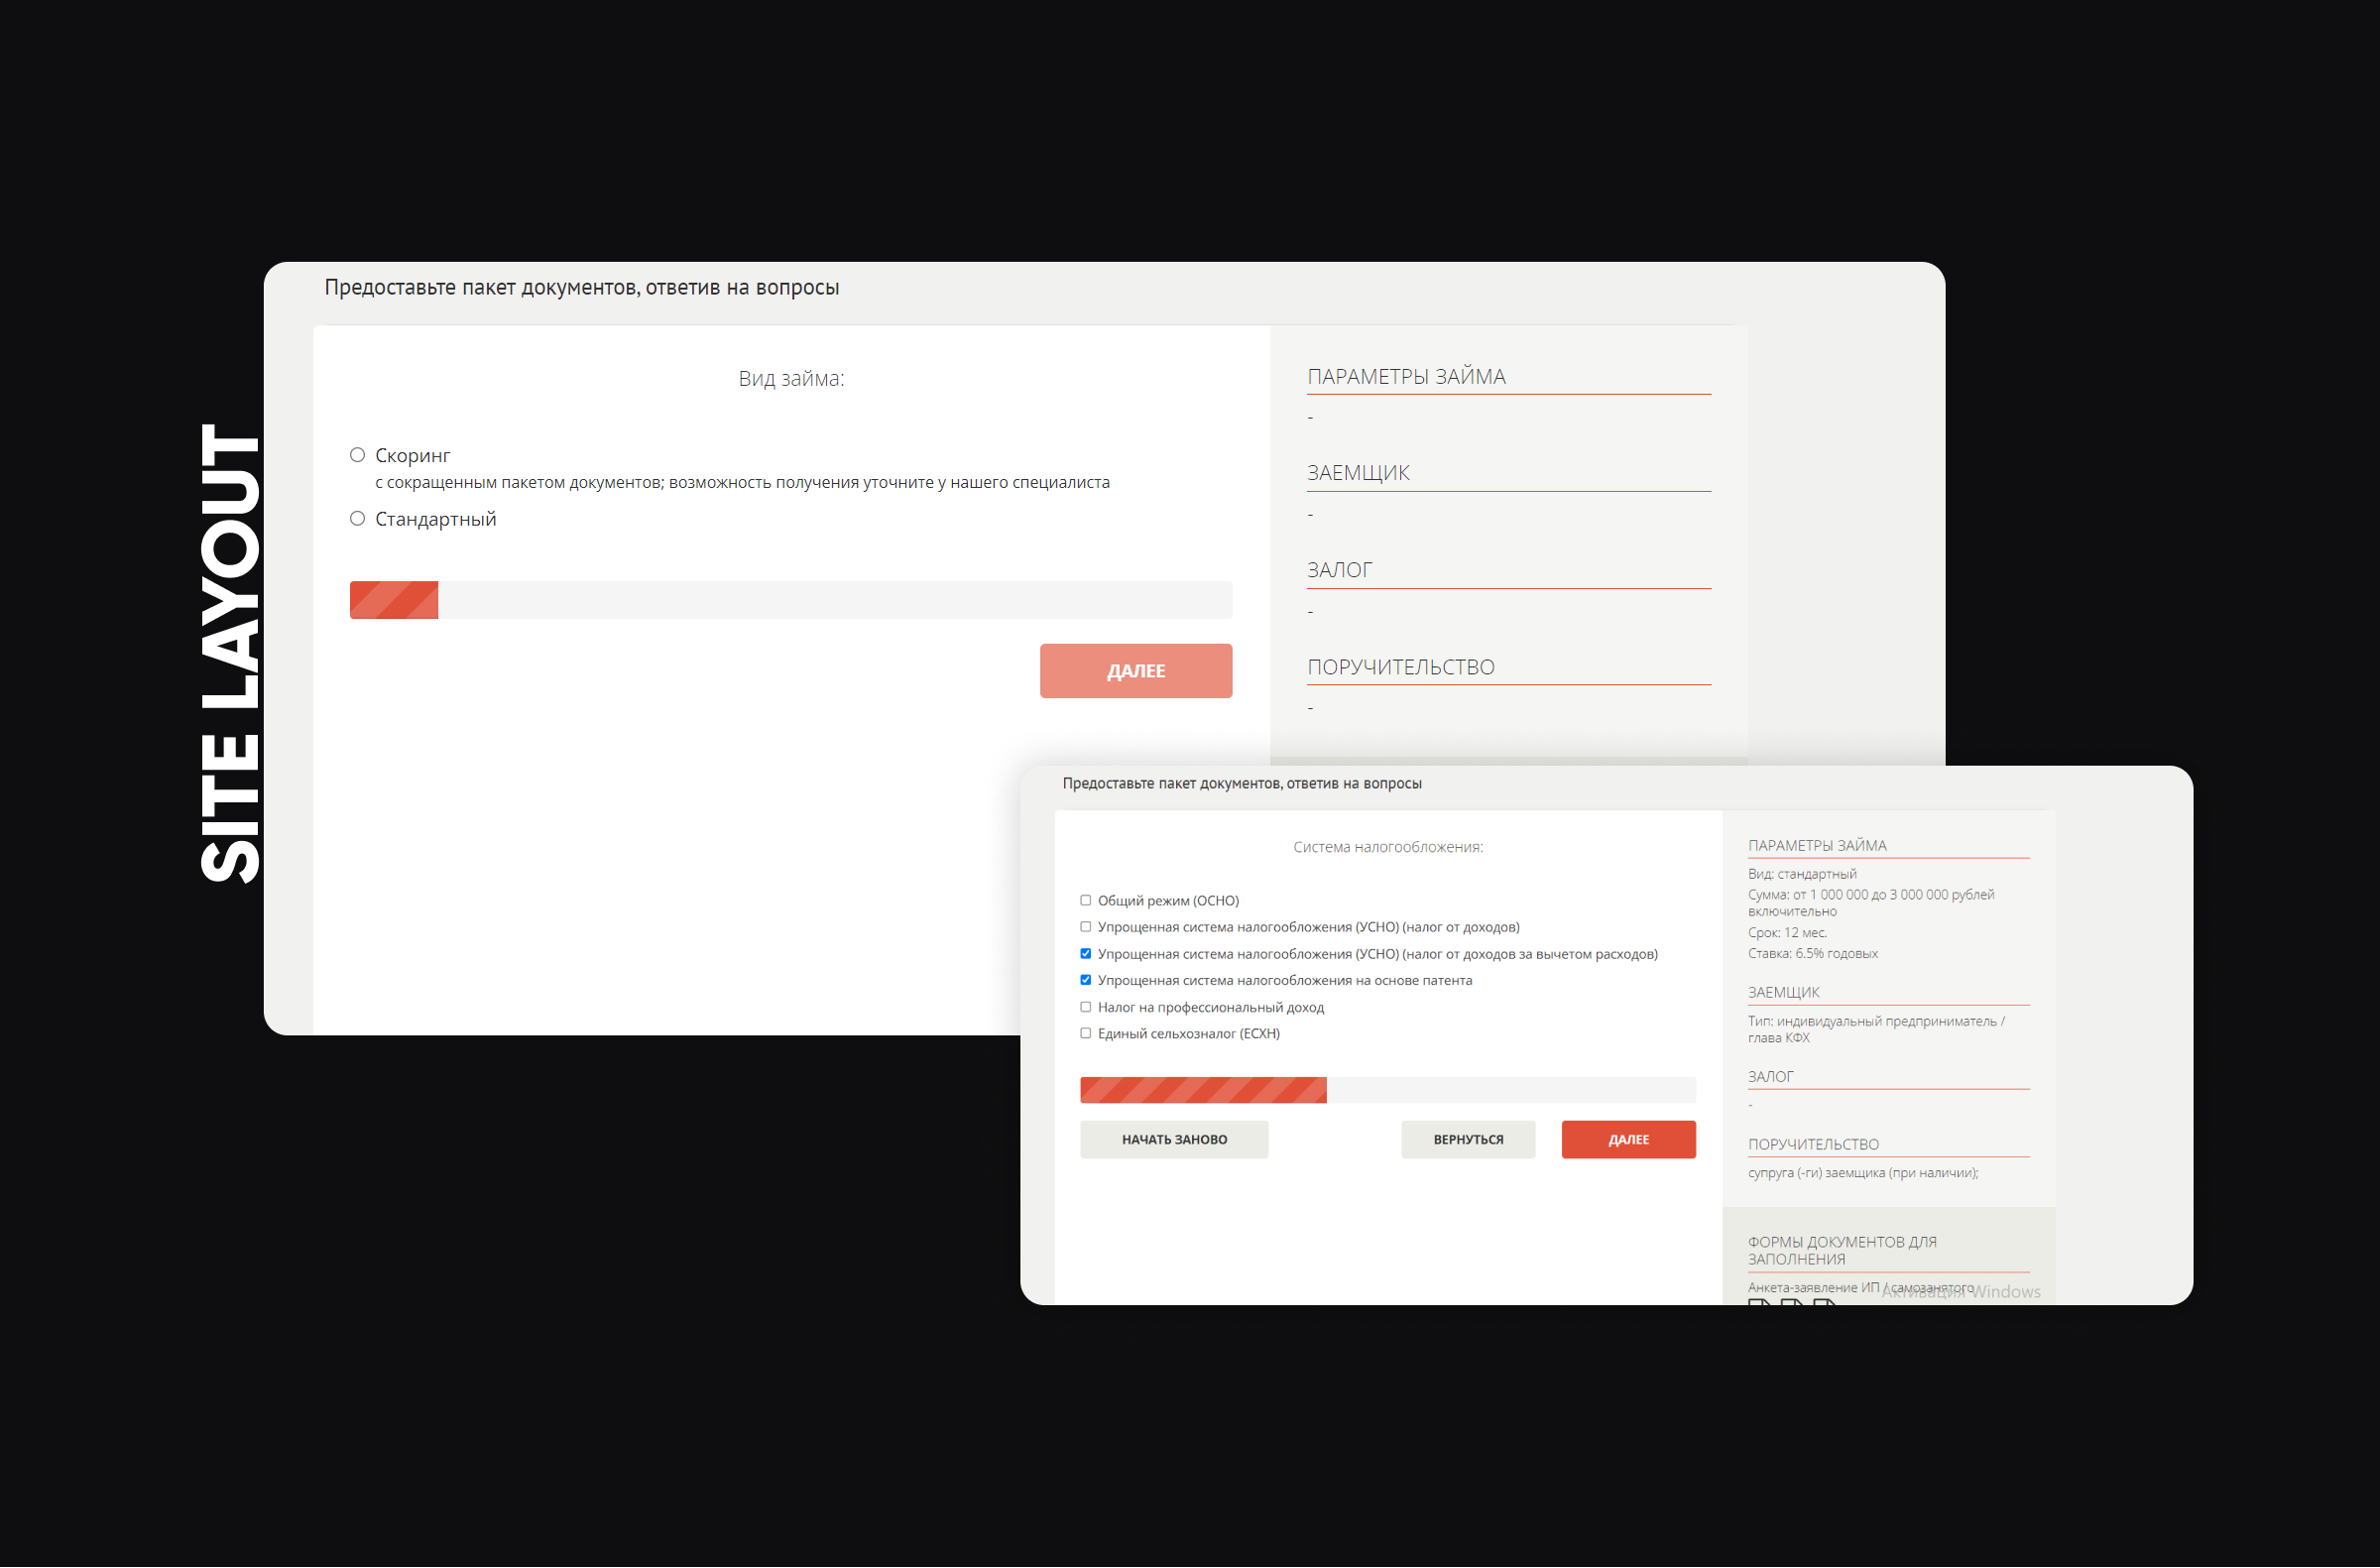 SITE LAYOUT
Предоставьте пакет документов, ответив на вопросы
Вид займа:
Скоринг
с сокращенным пакетом документов; возможность получения уточните у нашего специалиста
Стандартный
ДАЛЕЕ
ПАРАМЕТРЫ ЗАЙМА
-
ЗАЕМЩИК
-
ЗАЛОГ
-
ПОРУЧИТЕЛЬСТВО
-
Предоставьте пакет документов, ответив на вопросы
Система налогообложения:
Общий режим (ОСНО)
Упрощенная система налогообложения (УСНО) (налог от доходов)
Упрощенная система налогообложения (УСНО) (налог от доходов за вычетом расходов)
Упрощенная система налогообложения на основе патента
Налог на профессиональный доход
Единый сельхозналог (ЕСХН)
НАЧАТЬ ЗАНОВО
ВЕРНУТЬСЯ
ДАЛЕЕ
ПАРАМЕТРЫ ЗАЙМА
Вид: стандартный
Сумма: от 1 000 000 до 3 000 000 рублей
включительно
Срок: 12 мес.
Ставка: 6.5% годовых
ЗАЕМЩИК
Тип: индивидуальный предприниматель /
глава КФХ
ЗАЛОГ
-
ПОРУЧИТЕЛЬСТВО
супруга (-ги) заемщика (при наличии);
ФОРМЫ ДОКУМЕНТОВ ДЛЯ
ЗАПОЛНЕНИЯ
Анкета-заявление ИП / самозанятого
Активация Windows